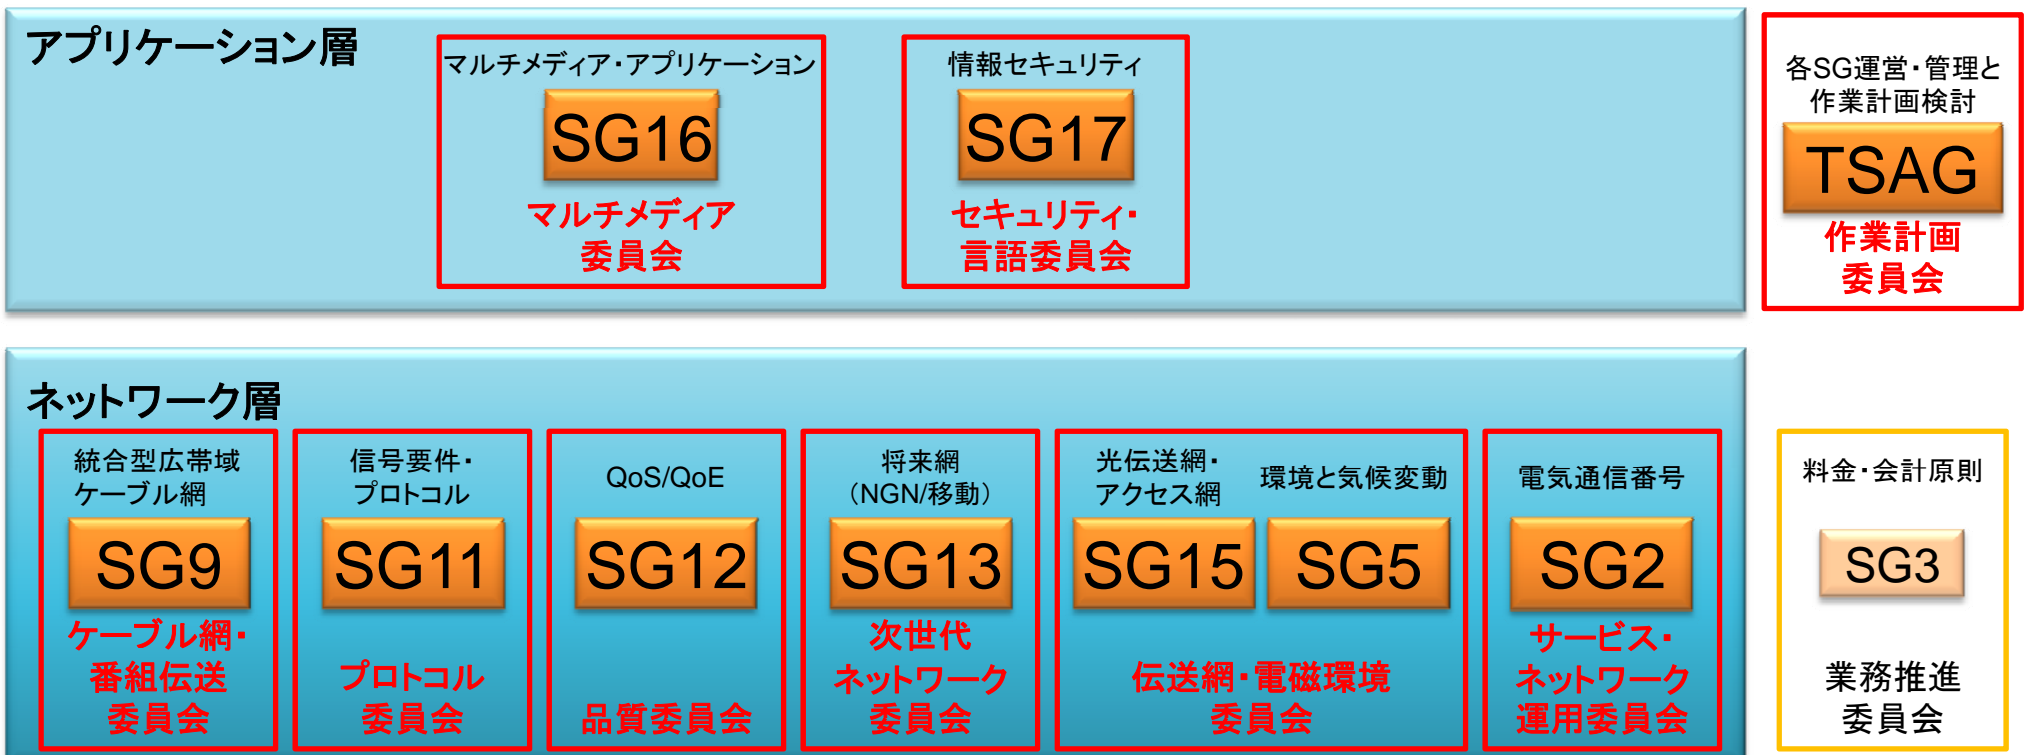 アプリケーション層
マルチメディア・アプリケーション
SG16
マルチメディア
委員会
情報セキュリティ
SG17
セキュリティ・
言語委員会
各SG運営・管理と
作業計画検討
TSAG
作業計画
委員会
ネットワーク層
統合型広帯域
ケーブル網
SG9
ケーブル網・
番組伝送
委員会
信号要件・
プロトコル
SG11
プロトコル
委員会
QoS/QoE
SG12
品質委員会
将来網
（NGN/移動）
SG13
次世代
ネットワーク
委員会
光伝送網・
アクセス網
SG15
環境と気候変動
SG5
伝送網・電磁環境
委員会
電気通信番号
SG2
サービス・
ネットワーク
運用委員会
料金・会計原則
SG3
業務推進
委員会